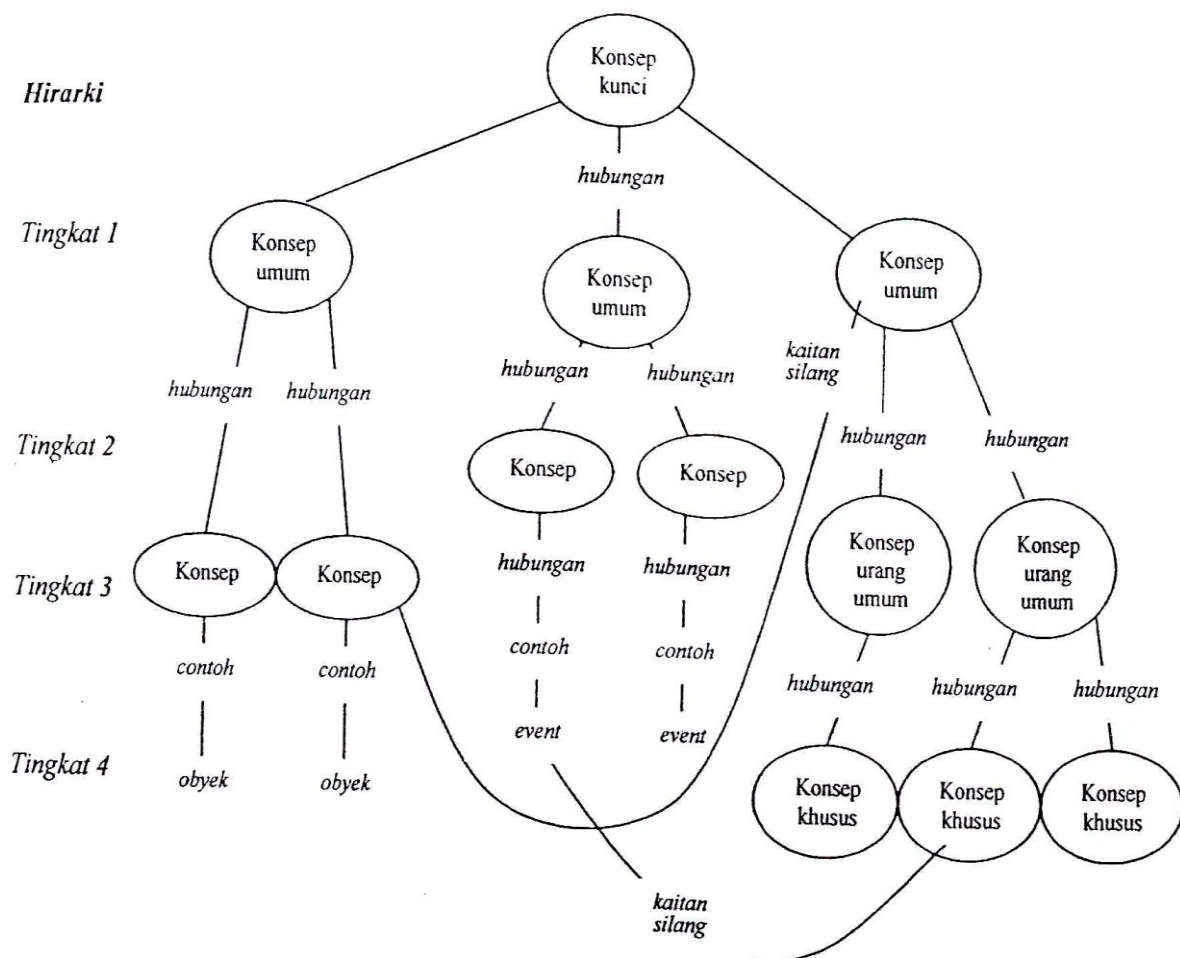 Konsep
kunci
Hirarki
hubungan
Tingkat 1
Konsep
umum
Konsep
umum
Konsep
umum
kaitan
silang
hubungan
hubungan
hubungan
hubungan
hubungan
hubungan
Tingkat 2
Konsep
Konsep
Konsep
urang
umum
Konsep
urang
umum
Tingkat 3
Konsep
Konsep
hubungan
hubungan
contoh
contoh
contoh
contoh
hubungan
hubungan
hubungan
event
event
Tingkat 4
obyek
obyek
Konsep
khusus
Konsep
khusus
Konsep
khusus
kaitan
silang